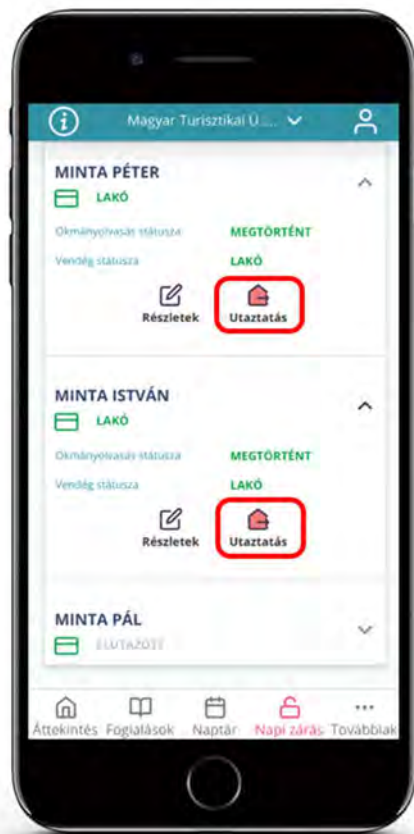 Magyar Turisztikai Ü....
MINTA PÉTER
LAKÓ
Okmányolvasás státusza MEGTÖRTÉNT
Vendég státusza LAKÓ
Részletek Utaztatás
MINTA ISTVÁN
LAKÓ
Okmányolvasás státusza MEGTÖRTÉNT
Vendég státusza LAKÓ
Részletek Utaztatás
MINTA PÁL
ELUTAZOTT
Áttekintés Foglalások Naptár Napi zárás Továbbiak